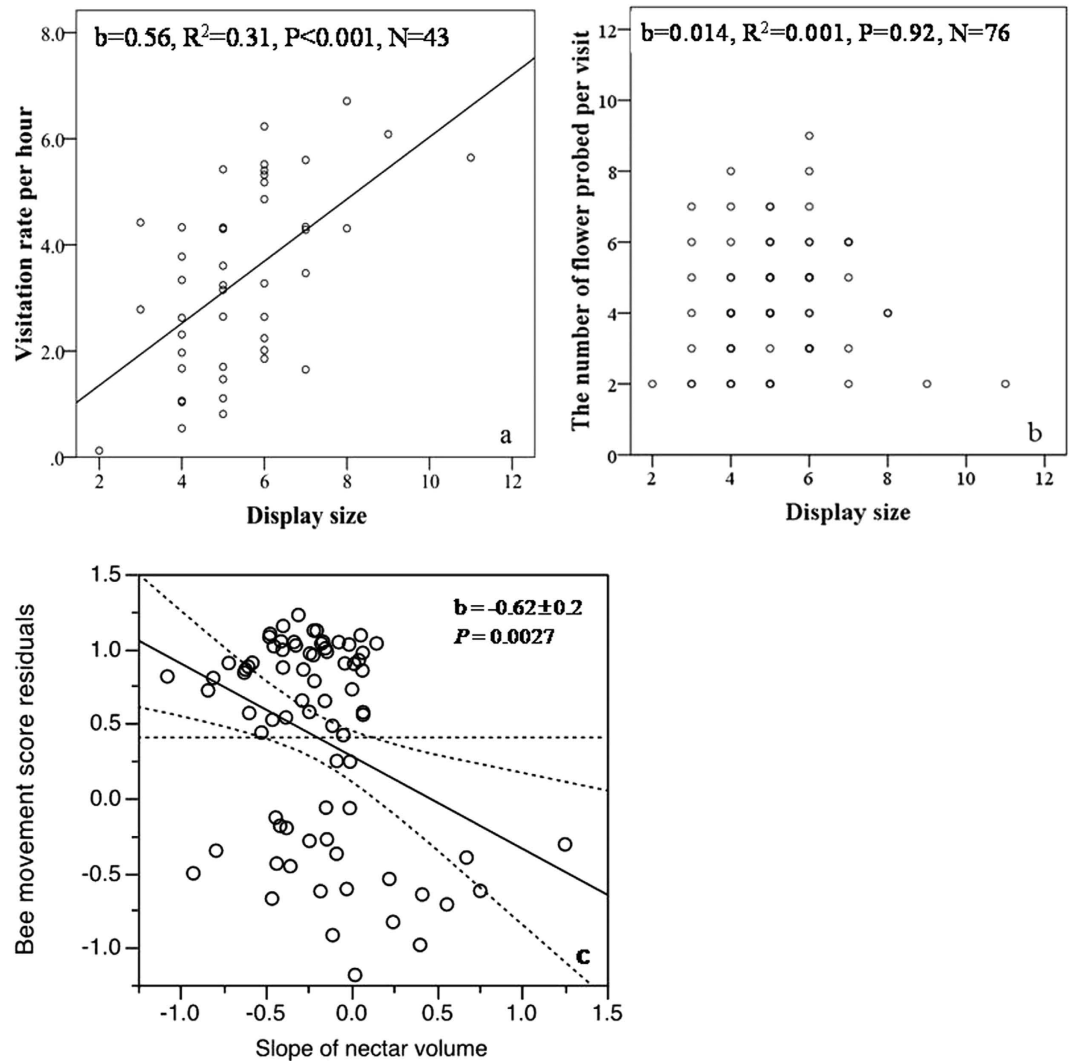 b=0.56, R²=0.31, P<0.001, N=43
Visitation rate per hour
8.0
6.0
4.0
2.0
.0
a
2 4 6 8 10 12
Display size
b=0.014, R²=0.001, P=0.92, N=76
The number of flower probed per visit
12
10
8
6
4
2
0
b
2 4 6 8 10 12
Display size
b = -0.62±0.2
P = 0.0027
Bee movement score residuals
1.5
1.0
0.5
0.0
-0.5
-1.0
c
-1.0 -0.5 0.0 0.5 1.0 1.5
Slope of nectar volume